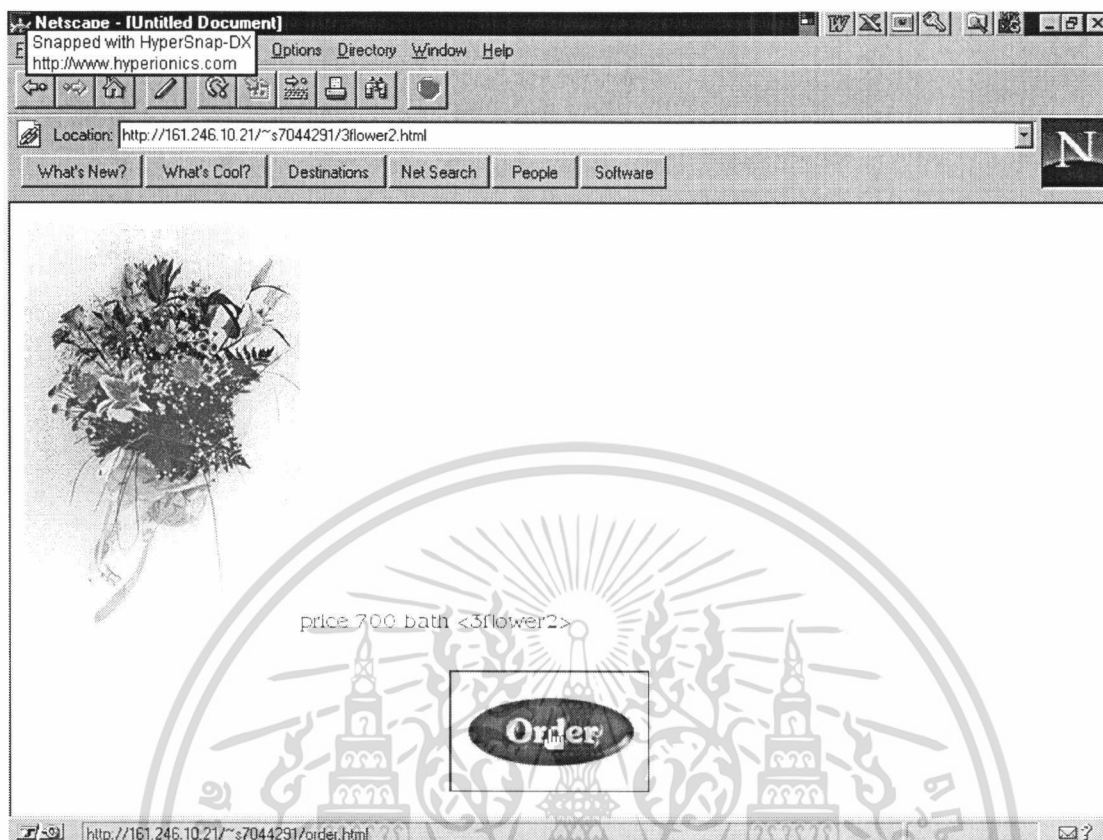 Netscape - [Untitled Document]
Snapped with HyperSnap-DX
http://www.hyperionics.com
Options Directory Window Help
Location: http://161.246.10.21/~s7044291/3flower2.html
N
What's New? What's Cool? Destinations Net Search People Software
price 700 bath <3flower2>
Order
http://161.246.10.21/~s7044291/order.html